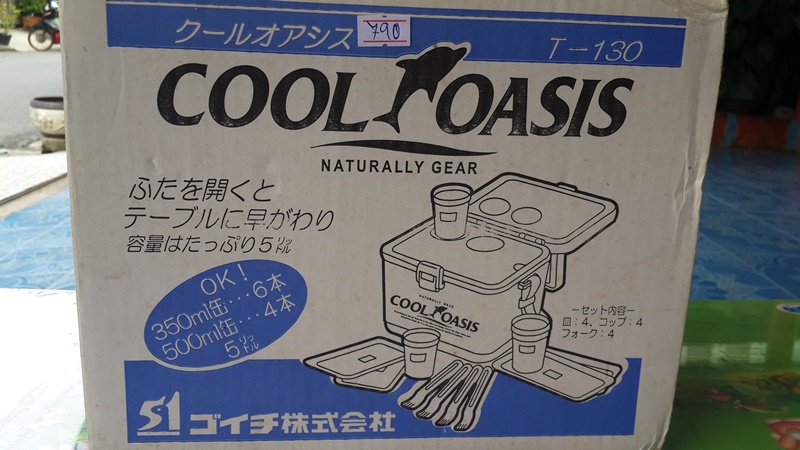 クールオアシス
790
T-130
COOL OASIS
NATURALLY GEAR
ふたを開くと
テーブルに早がわり
容量はたっぷり5リットル
OK!
350ml缶…6本
500ml缶…4本
5リットル
NATURALLY GEAR
COOL OASIS
ーセット内容ー
皿:4、コップ:4
フォーク:4
51 ゴイチ株式会社